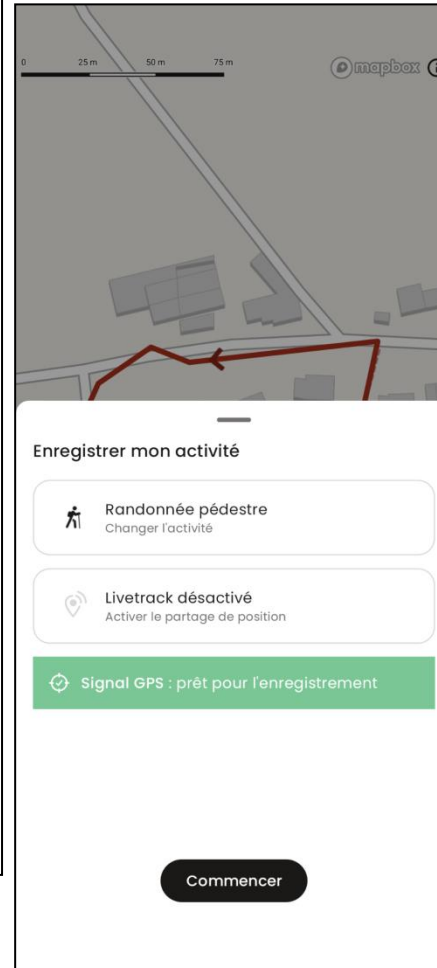 0 25 m 50 m 75 m
mapbox
Enregistrer mon activité
Randonnée pédestre
Changer l'activité
Livetrack désactivé
Activer le partage de position
Signal GPS : prêt pour l'enregistrement
Commencer